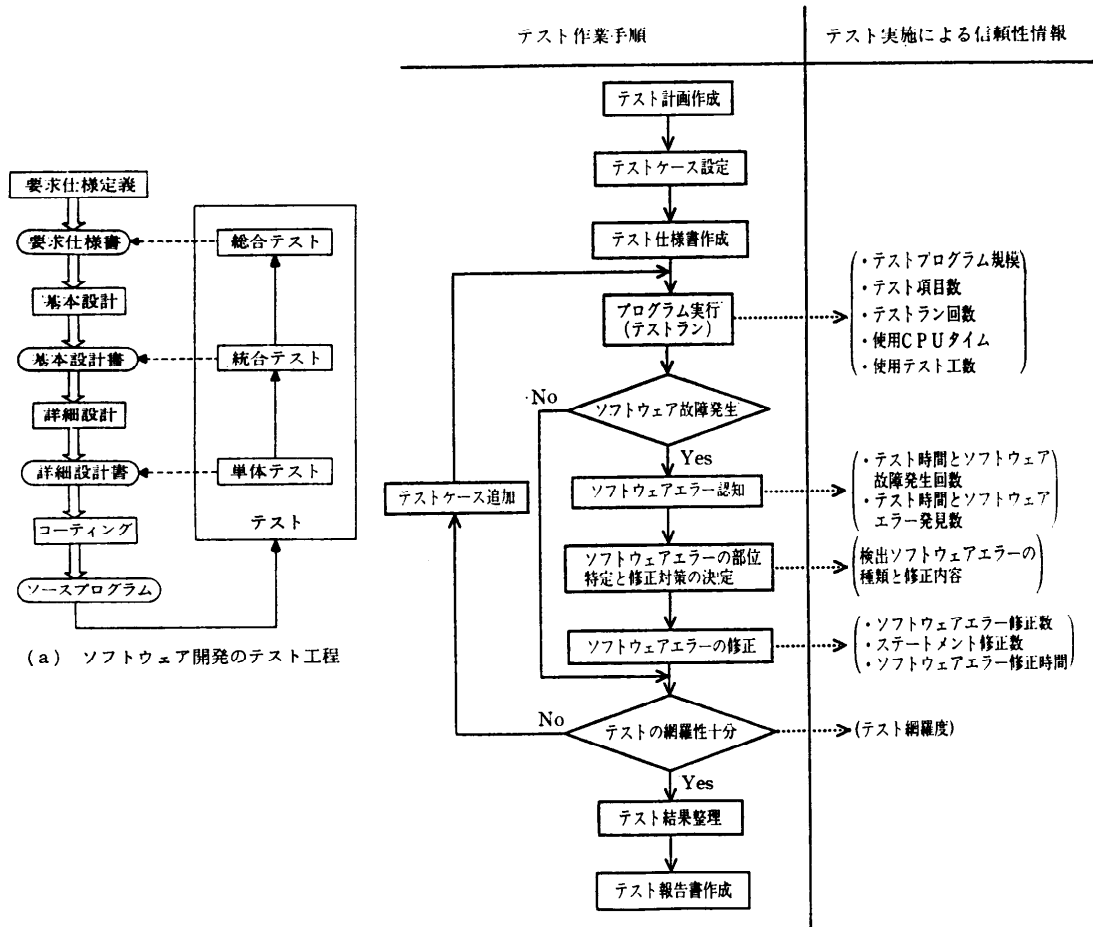 テスト作業手順
テスト実施による信頼性情報
要求仕様定義
要求仕様書
基本設計
基本設計書
詳細設計
詳細設計書
コーティング
ソースプログラム
総合テスト
統合テスト
単体テスト
テスト
(a) ソフトウェア開発のテスト工程
テスト計画作成
テストケース設定
テスト仕様書作成
プログラム実行
(テストラン)
ソフトウェア故障発生
No
Yes
ソフトウェアエラー認知
テストケース追加
ソフトウェアエラーの部位
特定と修正対策の決定
ソフトウェアエラーの修正
テストの網羅性十分
No
Yes
テスト結果整理
テスト報告書作成
・テストプログラム規模
・テスト項目数
・テストラン回数
・使用CPUタイム
・使用テスト工数
・テスト時間とソフトウェア
故障発生回数
・テスト時間とソフトウェア
エラー発見数
検出ソフトウェアエラーの
種類と修正内容
・ソフトウェアエラー修正数
・ステートメント修正数
・ソフトウェアエラー修正時間
(テスト網羅度)